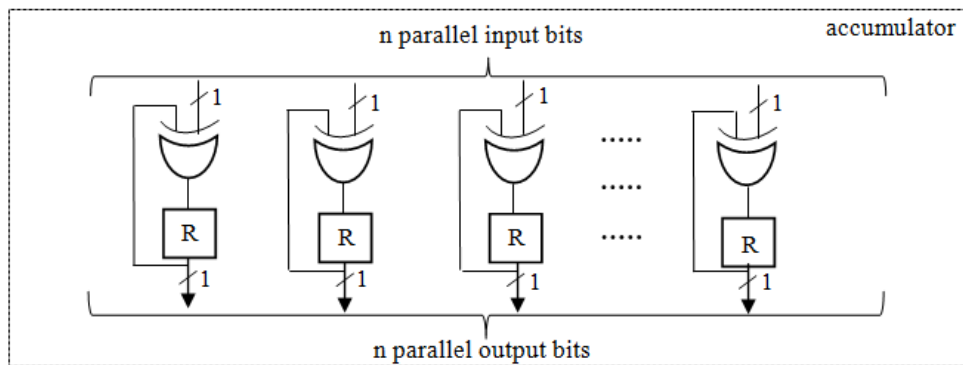 accumulator
n parallel input bits
1 1 1 1
.....
.....
R R R R
.....
1 1 1 1
n parallel output bits